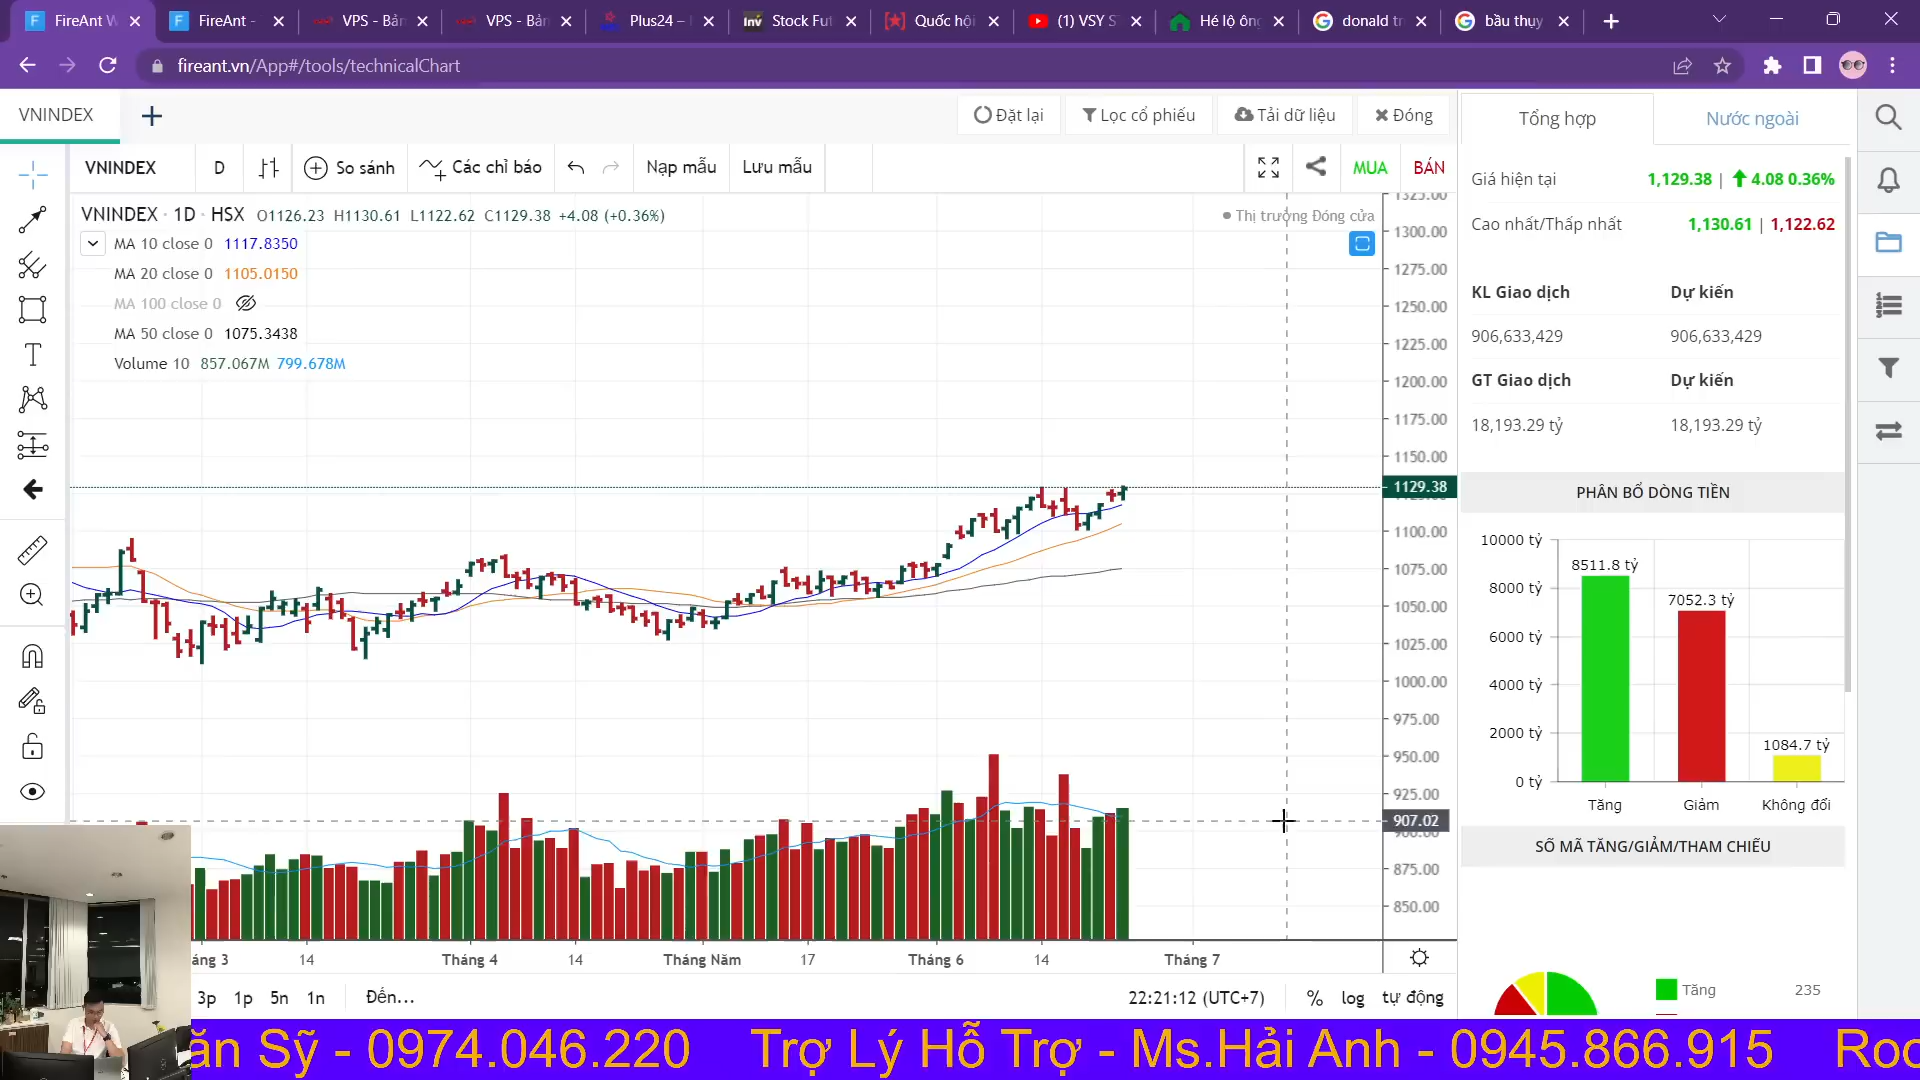 FireAnt W
FireAnt -
VPS - Bản
VPS - Bản
Plus24 –
Stock Fut
Quốc hội
(1) VSY S
Hé lộ ông
donald tr
bầu thụy
fireant.vn/App#/tools/technicalChart
VNINDEX
Đặt lại
Lọc cổ phiếu
Tải dữ liệu
Đóng
Tổng hợp
Nước ngoài
VNINDEX
D
So sánh
Các chỉ báo
Nạp mẫu
Lưu mẫu
MUA
BÁN
VNINDEX · 1D · HSX O1126.23 H1130.61 L1122.62 C1129.38 +4.08 (+0.36%)
Thị trường Đóng cửa
MA 10 close 0 1117.8350
MA 20 close 0 1105.0150
MA 100 close 0
MA 50 close 0 1075.3438
Volume 10 857.067M 799.678M
1325.00
1300.00
1275.00
1250.00
1225.00
1200.00
1175.00
1150.00
1129.38
1100.00
1075.00
1050.00
1025.00
1000.00
975.00
950.00
925.00
907.02
875.00
850.00
14
Tháng 4
14
Tháng Năm
17
Tháng 6
14
Tháng 7
3p
1p
5n
1n
Đến...
22:21:12 (UTC+7)
%
log
tự động
Giá hiện tại 1,129.38 | 4.08 0.36%
Cao nhất/Thấp nhất 1,130.61 | 1,122.62
KL Giao dịch Dự kiến
906,633,429 906,633,429
GT Giao dịch Dự kiến
18,193.29 tỷ 18,193.29 tỷ
PHÂN BỔ DÒNG TIỀN
10000 tỷ
8000 tỷ
6000 tỷ
4000 tỷ
2000 tỷ
0 tỷ
8511.8 tỷ
7052.3 tỷ
1084.7 tỷ
Tăng
Giảm
Không đổi
SỐ MÃ TĂNG/GIẢM/THAM CHIẾU
Tăng 235
ăn Sỹ - 0974.046.220 Trợ Lý Hỗ Trợ - Ms.Hải Anh - 0945.866.915 Roo